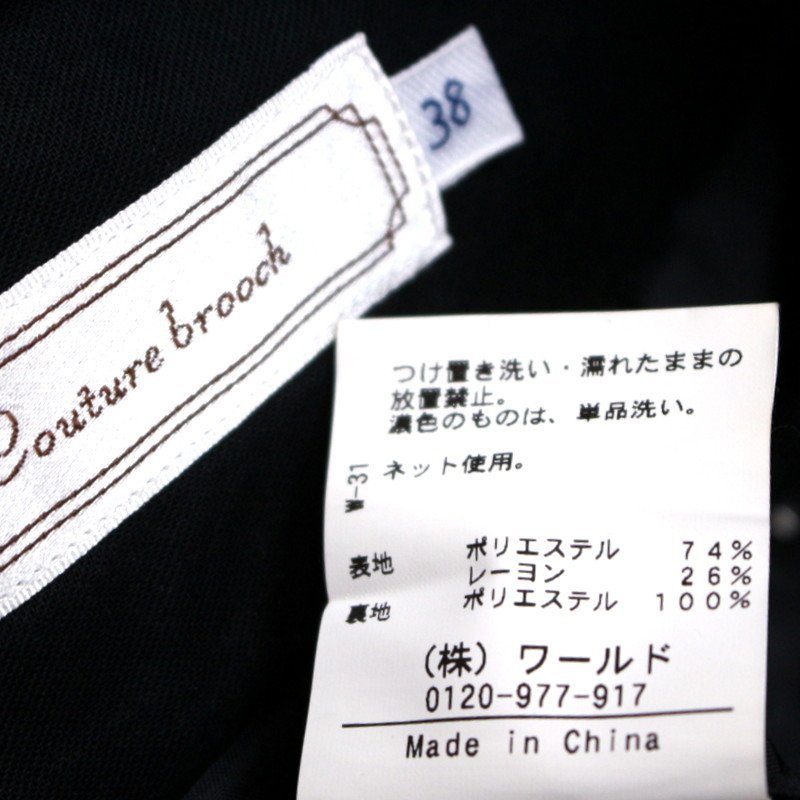 38
Couture brooch
つけ置き洗い・濡れたままの
放置禁止。
濃色のものは、単品洗い。
ネット使用。
W-31
表地 ポリエステル 74%
レーヨン 26%
裏地 ポリエステル 100%
(株) ワールド
0120-977-917
Made in China